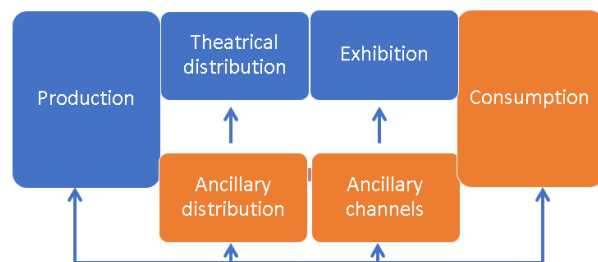 Production
Theatrical
distribution
Exhibition
Consumption
Ancillary
distribution
Ancillary
channels